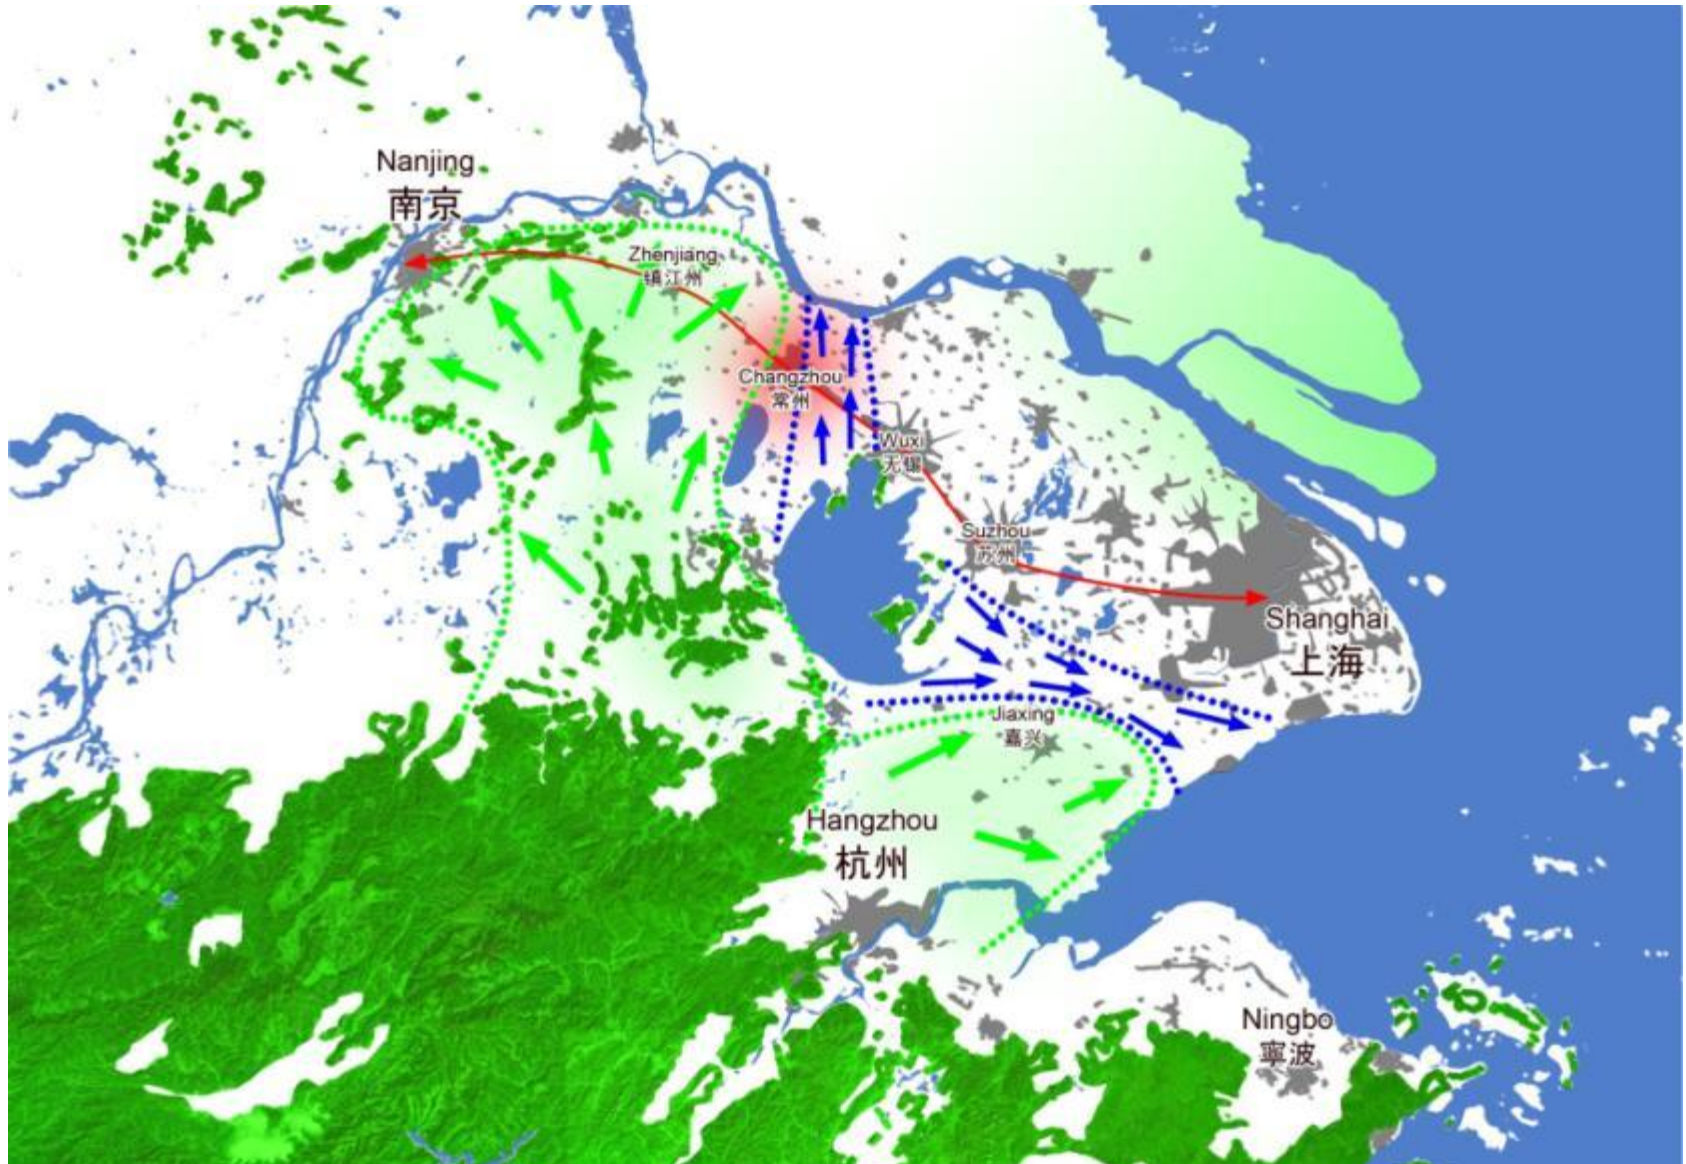 Nanjing
南京
Zhenjiang
镇江州
Changzhou
常州
Wuxi
无锡
Suzhou
苏州
Shanghai
上海
Jiaxing
嘉兴
Hangzhou
杭州
Ningbo
寧波